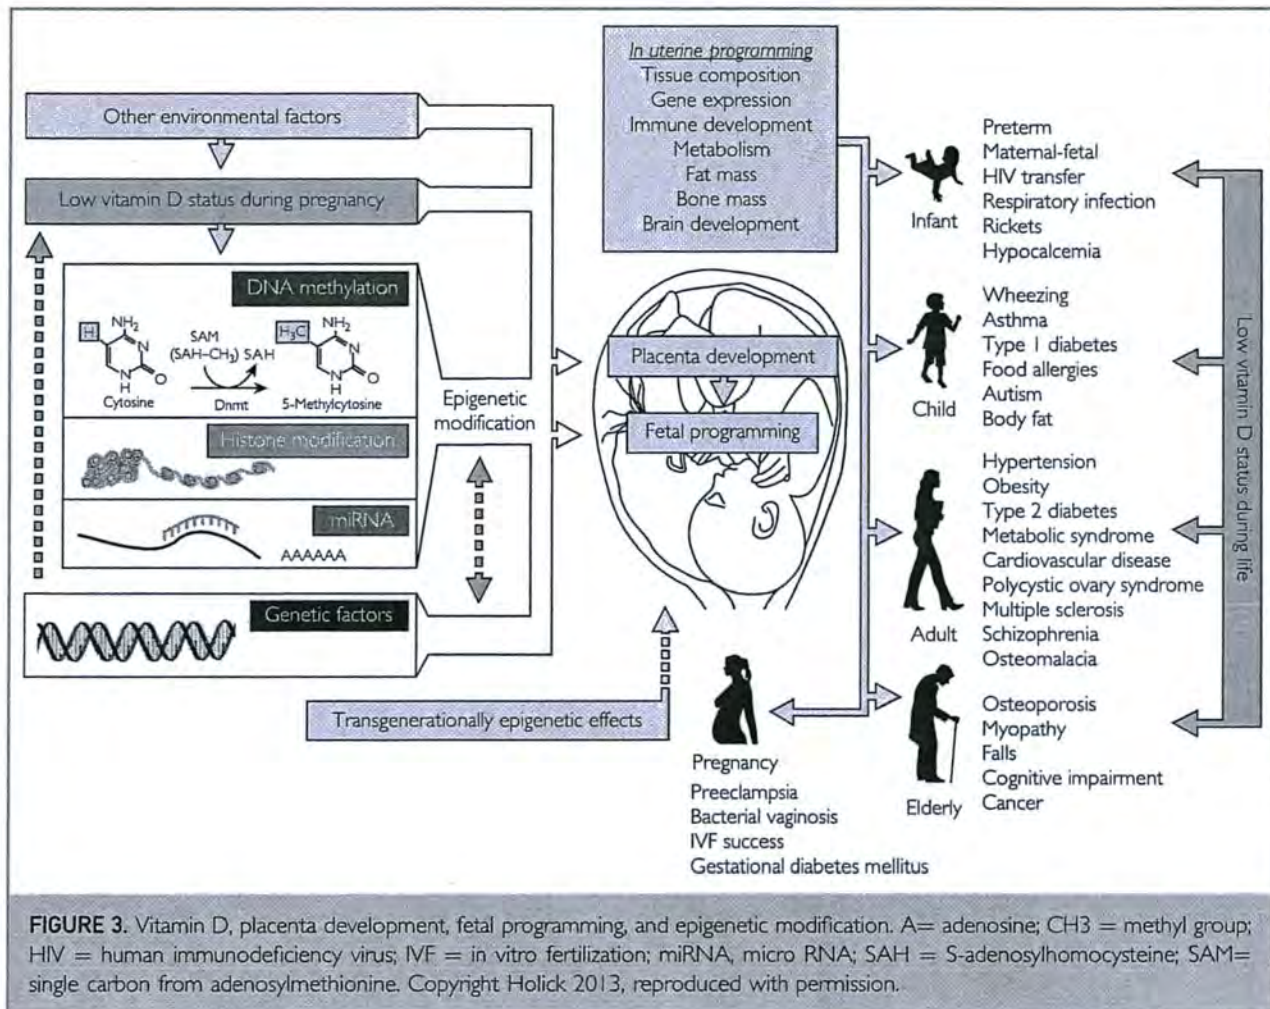 In uterine programming
Tissue composition
Gene expression
Immune development
Metabolism
Fat mass
Bone mass
Brain development
Other environmental factors
Low vitamin D status during pregnancy
DNA methylation
H
NH₂
N
N
H
O
Cytosine
SAM
(SAH–CH₃) SAH
Dnmt
H₃C
NH₂
N
N
H
O
5-Methylcytosine
Histone modification
miRNA
AAAAAA
Genetic factors
Epigenetic
modification
Placenta development
Fetal programming
Transgenerationally epigenetic effects
Pregnancy
Preeclampsia
Bacterial vaginosis
IVF success
Gestational diabetes mellitus
Infant
Preterm
Maternal-fetal
HIV transfer
Respiratory infection
Rickets
Hypocalcemia
Child
Wheezing
Asthma
Type 1 diabetes
Food allergies
Autism
Body fat
Adult
Hypertension
Obesity
Type 2 diabetes
Metabolic syndrome
Cardiovascular disease
Polycystic ovary syndrome
Multiple sclerosis
Schizophrenia
Osteomalacia
Elderly
Osteoporosis
Myopathy
Falls
Cognitive impairment
Cancer
Low vitamin D status during life
FIGURE 3. Vitamin D, placenta development, fetal programming, and epigenetic modification. A= adenosine; CH3 = methyl group;
HIV = human immunodeficiency virus; IVF = in vitro fertilization; miRNA, micro RNA; SAH = S-adenosylhomocysteine; SAM=
single carbon from adenosylmethionine. Copyright Holick 2013, reproduced with permission.